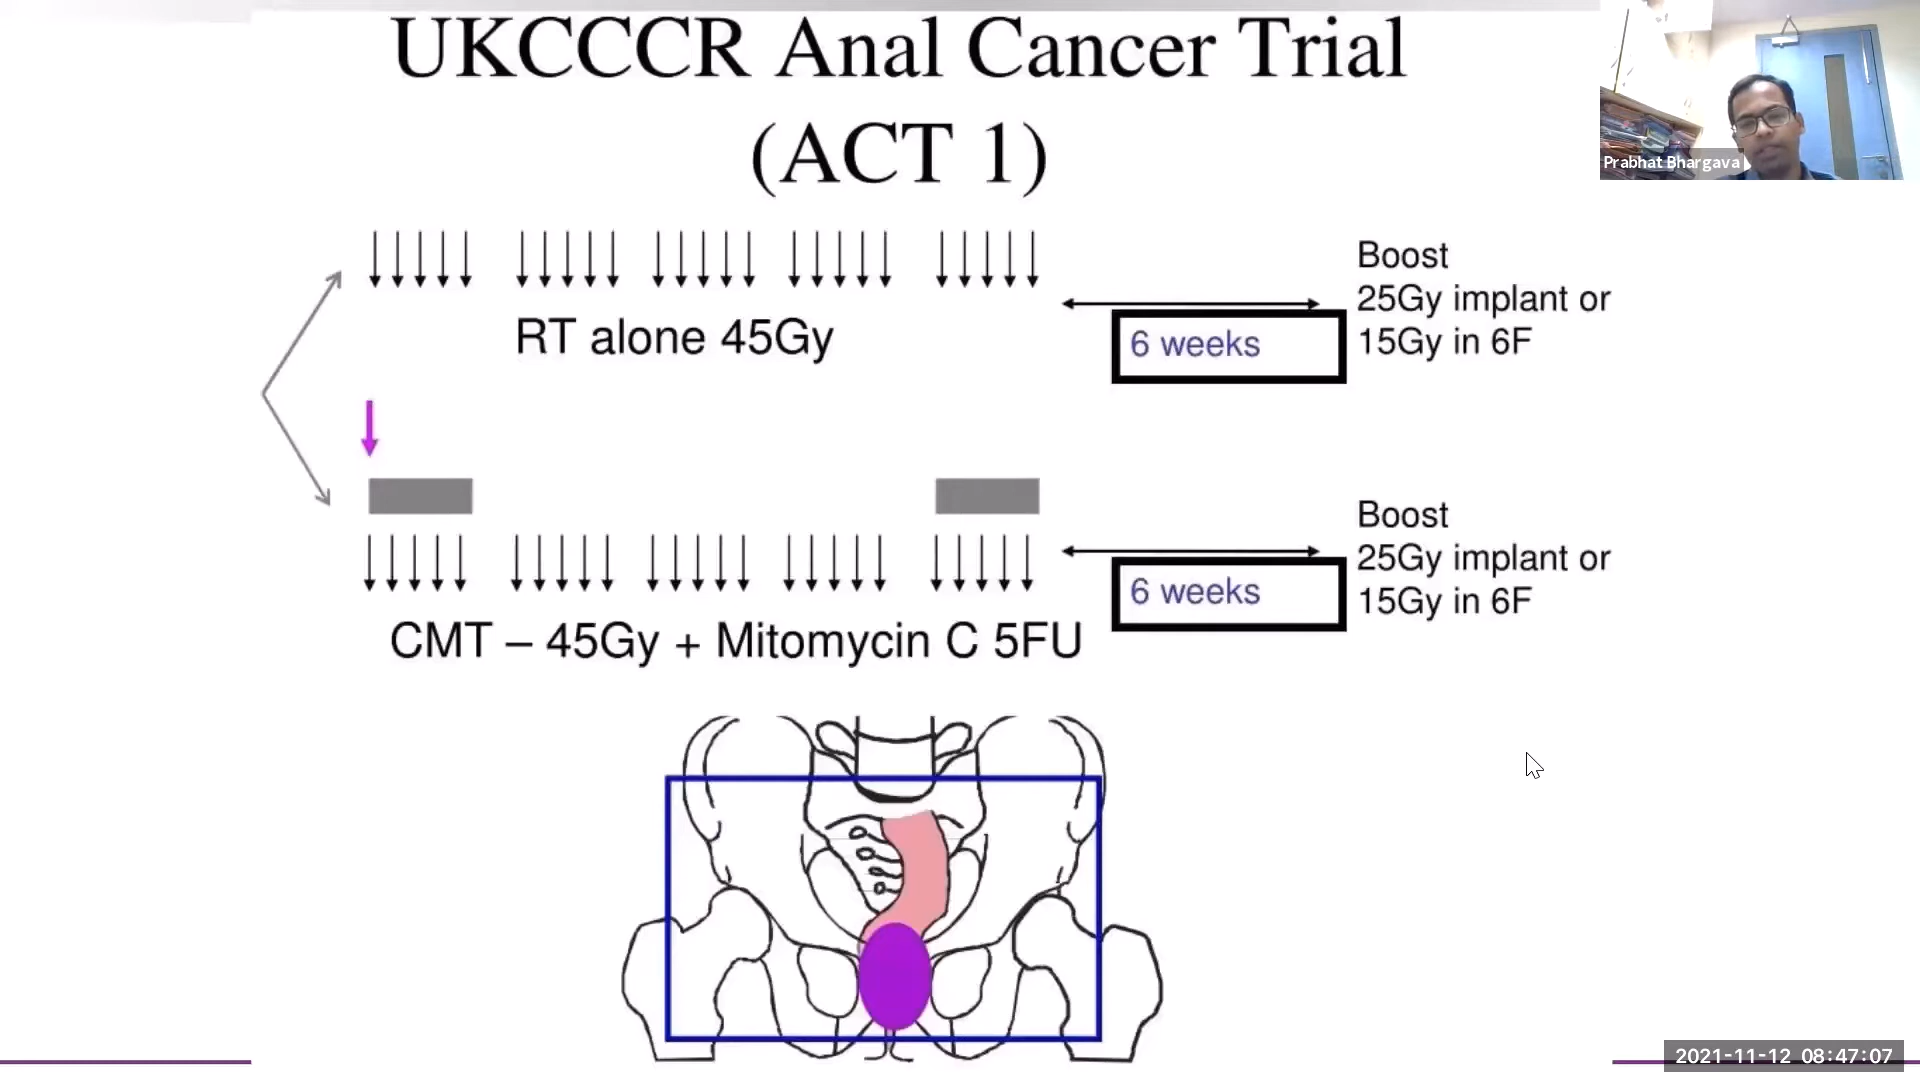 UKCCCR Anal Cancer Trial
(ACT 1)
Prabhat Bhargava
RT alone 45Gy
6 weeks
Boost
25Gy implant or
15Gy in 6F
CMT – 45Gy + Mitomycin C 5FU
6 weeks
Boost
25Gy implant or
15Gy in 6F
2021-11-12 08:47:07